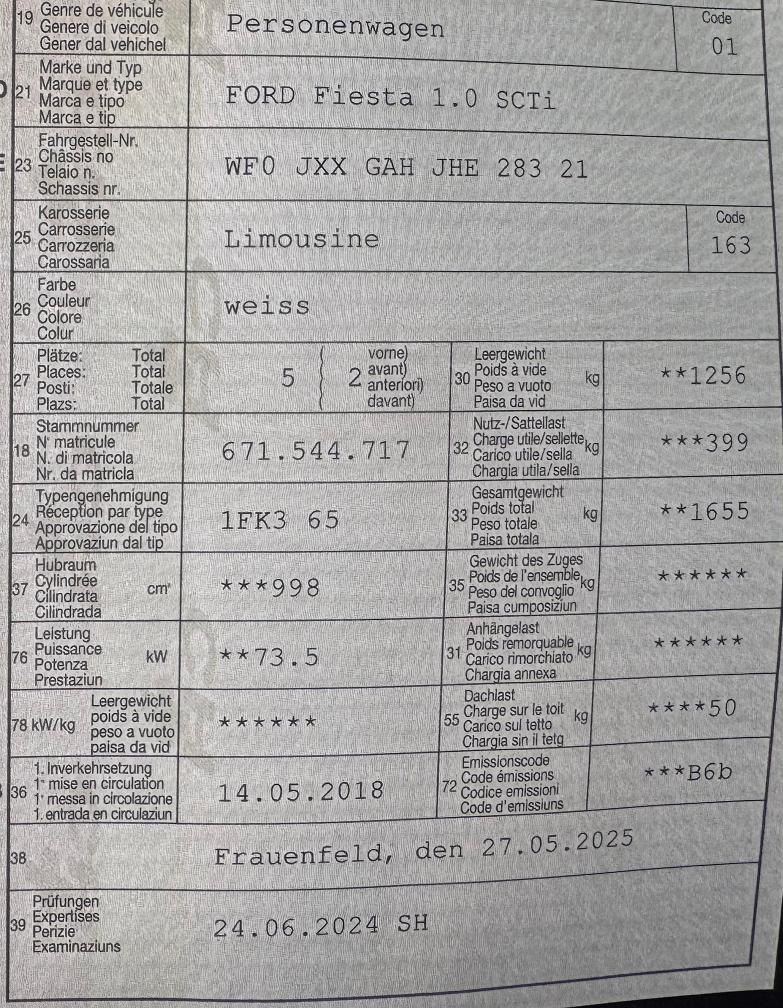 19 Genre de véhicule
Genere di veicolo
Gener dal vehichel
Personenwagen
Code
01
21 Marke und Typ
Marque et type
Marca e tipo
Marca e tip
FORD Fiesta 1.0 SCTi
23 Fahrgestell-Nr.
Châssis no
Telaio n.
Schassis nr.
WF0 JXX GAH JHE 283 21
25 Karosserie
Carrosserie
Carrozzeria
Carossaria
Limousine
Code
163
26 Farbe
Couleur
Colore
Colur
weiss
27 Plätze: Total
Places: Total
Posti: Totale
Plazs: Total
5 ( 2 vorne)
avant)
anteriori)
davant)
30 Leergewicht
Poids à vide
Peso a vuoto
Paisa da vid
kg
**1256
18 Stammnummer
N° matricule
N. di matricola
Nr. da matricla
671.544.717
32 Nutz-/Sattellast
Charge utile/sellette
Carico utile/sella
Chargia utila/sella
kg
***399
24 Typengenehmigung
Réception par type
Approvazione del tipo
Approvaziun dal tip
1FK3 65
33 Gesamtgewicht
Poids total
Peso totale
Paisa totala
kg
**1655
37 Hubraum
Cylindrée
Cilindrata
Cilindrada
cm³
***998
35 Gewicht des Zuges
Poids de l'ensemble
Peso del convoglio
Paisa cumposiziun
kg
******
76 Leistung
Puissance
Potenza
Prestaziun
kW
**73.5
31 Anhängelast
Poids remorquable
Carico rimorchiato
Chargia annexa
kg
******
78 kW/kg Leergewicht
poids à vide
peso a vuoto
paisa da vid
******
55 Dachlast
Charge sur le toit
Carico sul tetto
Chargia sin il tetg
kg
****50
36 1. Inverkehrsetzung
1° mise en circulation
1° messa in circolazione
1. entrada en circulaziun
14.05.2018
72 Emissionscode
Code émissions
Codice emissioni
Code d'emissiuns
***B6b
38
Frauenfeld, den 27.05.2025
39 Prüfungen
Expertises
Perizie
Examinaziuns
24.06.2024 SH